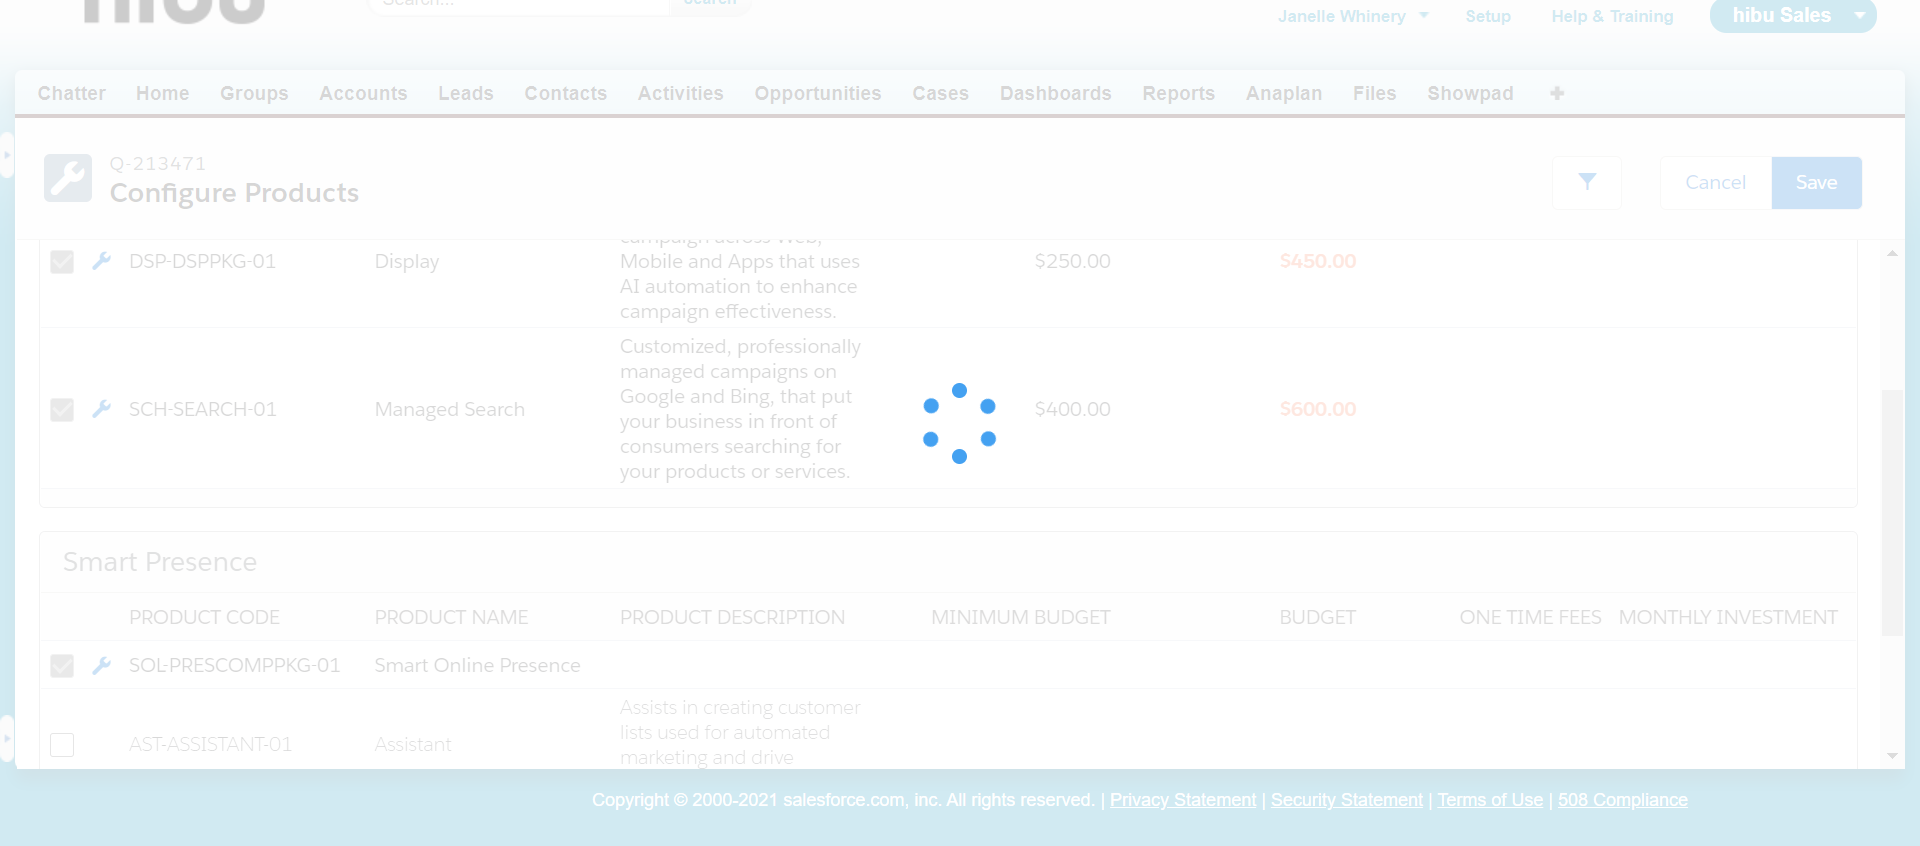 hibu
Search... Search
Janelle Whinery Setup Help & Training hibu Sales
Chatter Home Groups Accounts Leads Contacts Activities Opportunities Cases Dashboards Reports Anaplan Files Showpad
Q-213471
Configure Products
Cancel Save
campaign across Web,
DSP-DSPPKG-01 Display Mobile and Apps that uses $250.00 $450.00
AI automation to enhance
campaign effectiveness.
Customized, professionally
managed campaigns on
Google and Bing, that put
SCH-SEARCH-01 Managed Search your business in front of $400.00 $600.00
consumers searching for
your products or services.
Smart Presence
PRODUCT CODE PRODUCT NAME PRODUCT DESCRIPTION MINIMUM BUDGET BUDGET ONE TIME FEES MONTHLY INVESTMENT
SOL-PRESCOMPPKG-01 Smart Online Presence
Assists in creating customer
AST-ASSISTANT-01 Assistant lists used for automated
marketing and drive
Copyright © 2000-2021 salesforce.com, inc. All rights reserved. | Privacy Statement | Security Statement | Terms of Use | 508 Compliance